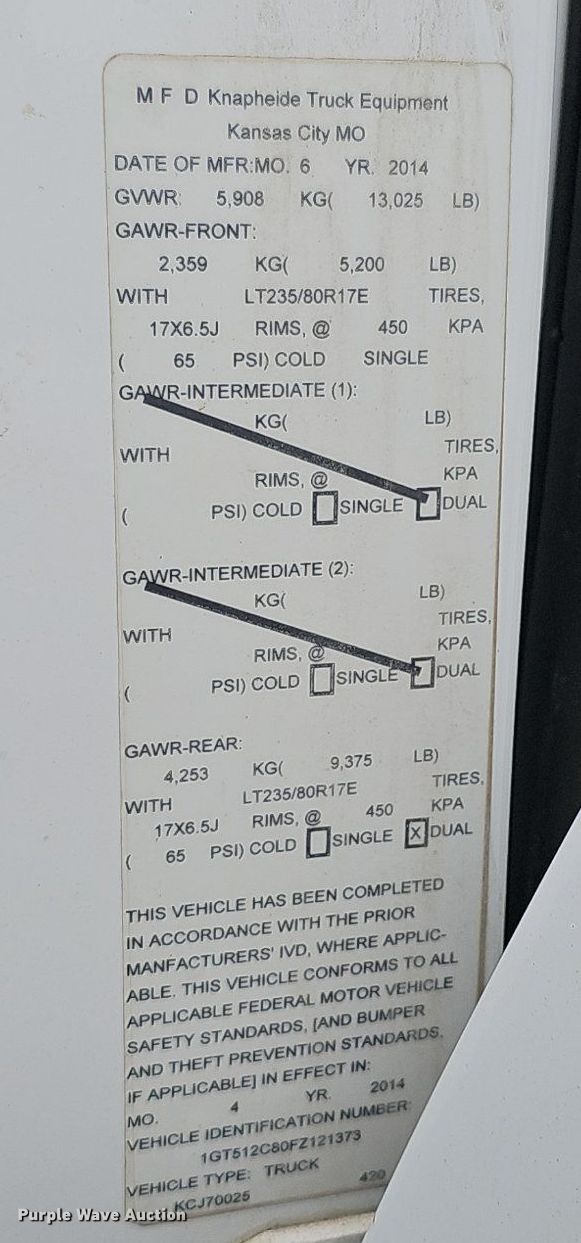 M F D Knapheide Truck Equipment
Kansas City MO
DATE OF MFR:MO. 6 YR. 2014
GVWR: 5,908 KG( 13,025 LB)
GAWR-FRONT:
2,359 KG( 5,200 LB)
WITH LT235/80R17E TIRES,
17X6.5J RIMS, @ 450 KPA
( 65 PSI) COLD SINGLE
GAWR-INTERMEDIATE (1):
KG( LB)
WITH TIRES,
RIMS, @ KPA
( PSI) COLD SINGLE DUAL
GAWR-INTERMEDIATE (2):
KG( LB)
WITH TIRES,
RIMS, @ KPA
( PSI) COLD SINGLE DUAL
GAWR-REAR:
4,253 KG( 9,375 LB)
WITH LT235/80R17E TIRES,
17X6.5J RIMS, @ 450 KPA
( 65 PSI) COLD SINGLE X DUAL
THIS VEHICLE HAS BEEN COMPLETED
IN ACCORDANCE WITH THE PRIOR
MANFACTURERS' IVD, WHERE APPLIC-
ABLE. THIS VEHICLE CONFORMS TO ALL
APPLICABLE FEDERAL MOTOR VEHICLE
SAFETY STANDARDS, [AND BUMPER
AND THEFT PREVENTION STANDARDS,
IF APPLICABLE] IN EFFECT IN:
MO. 4 YR. 2014
VEHICLE IDENTIFICATION NUMBER:
1GT512C80FZ121373
VEHICLE TYPE: TRUCK
KCJ70025 420
Purple Wave Auction